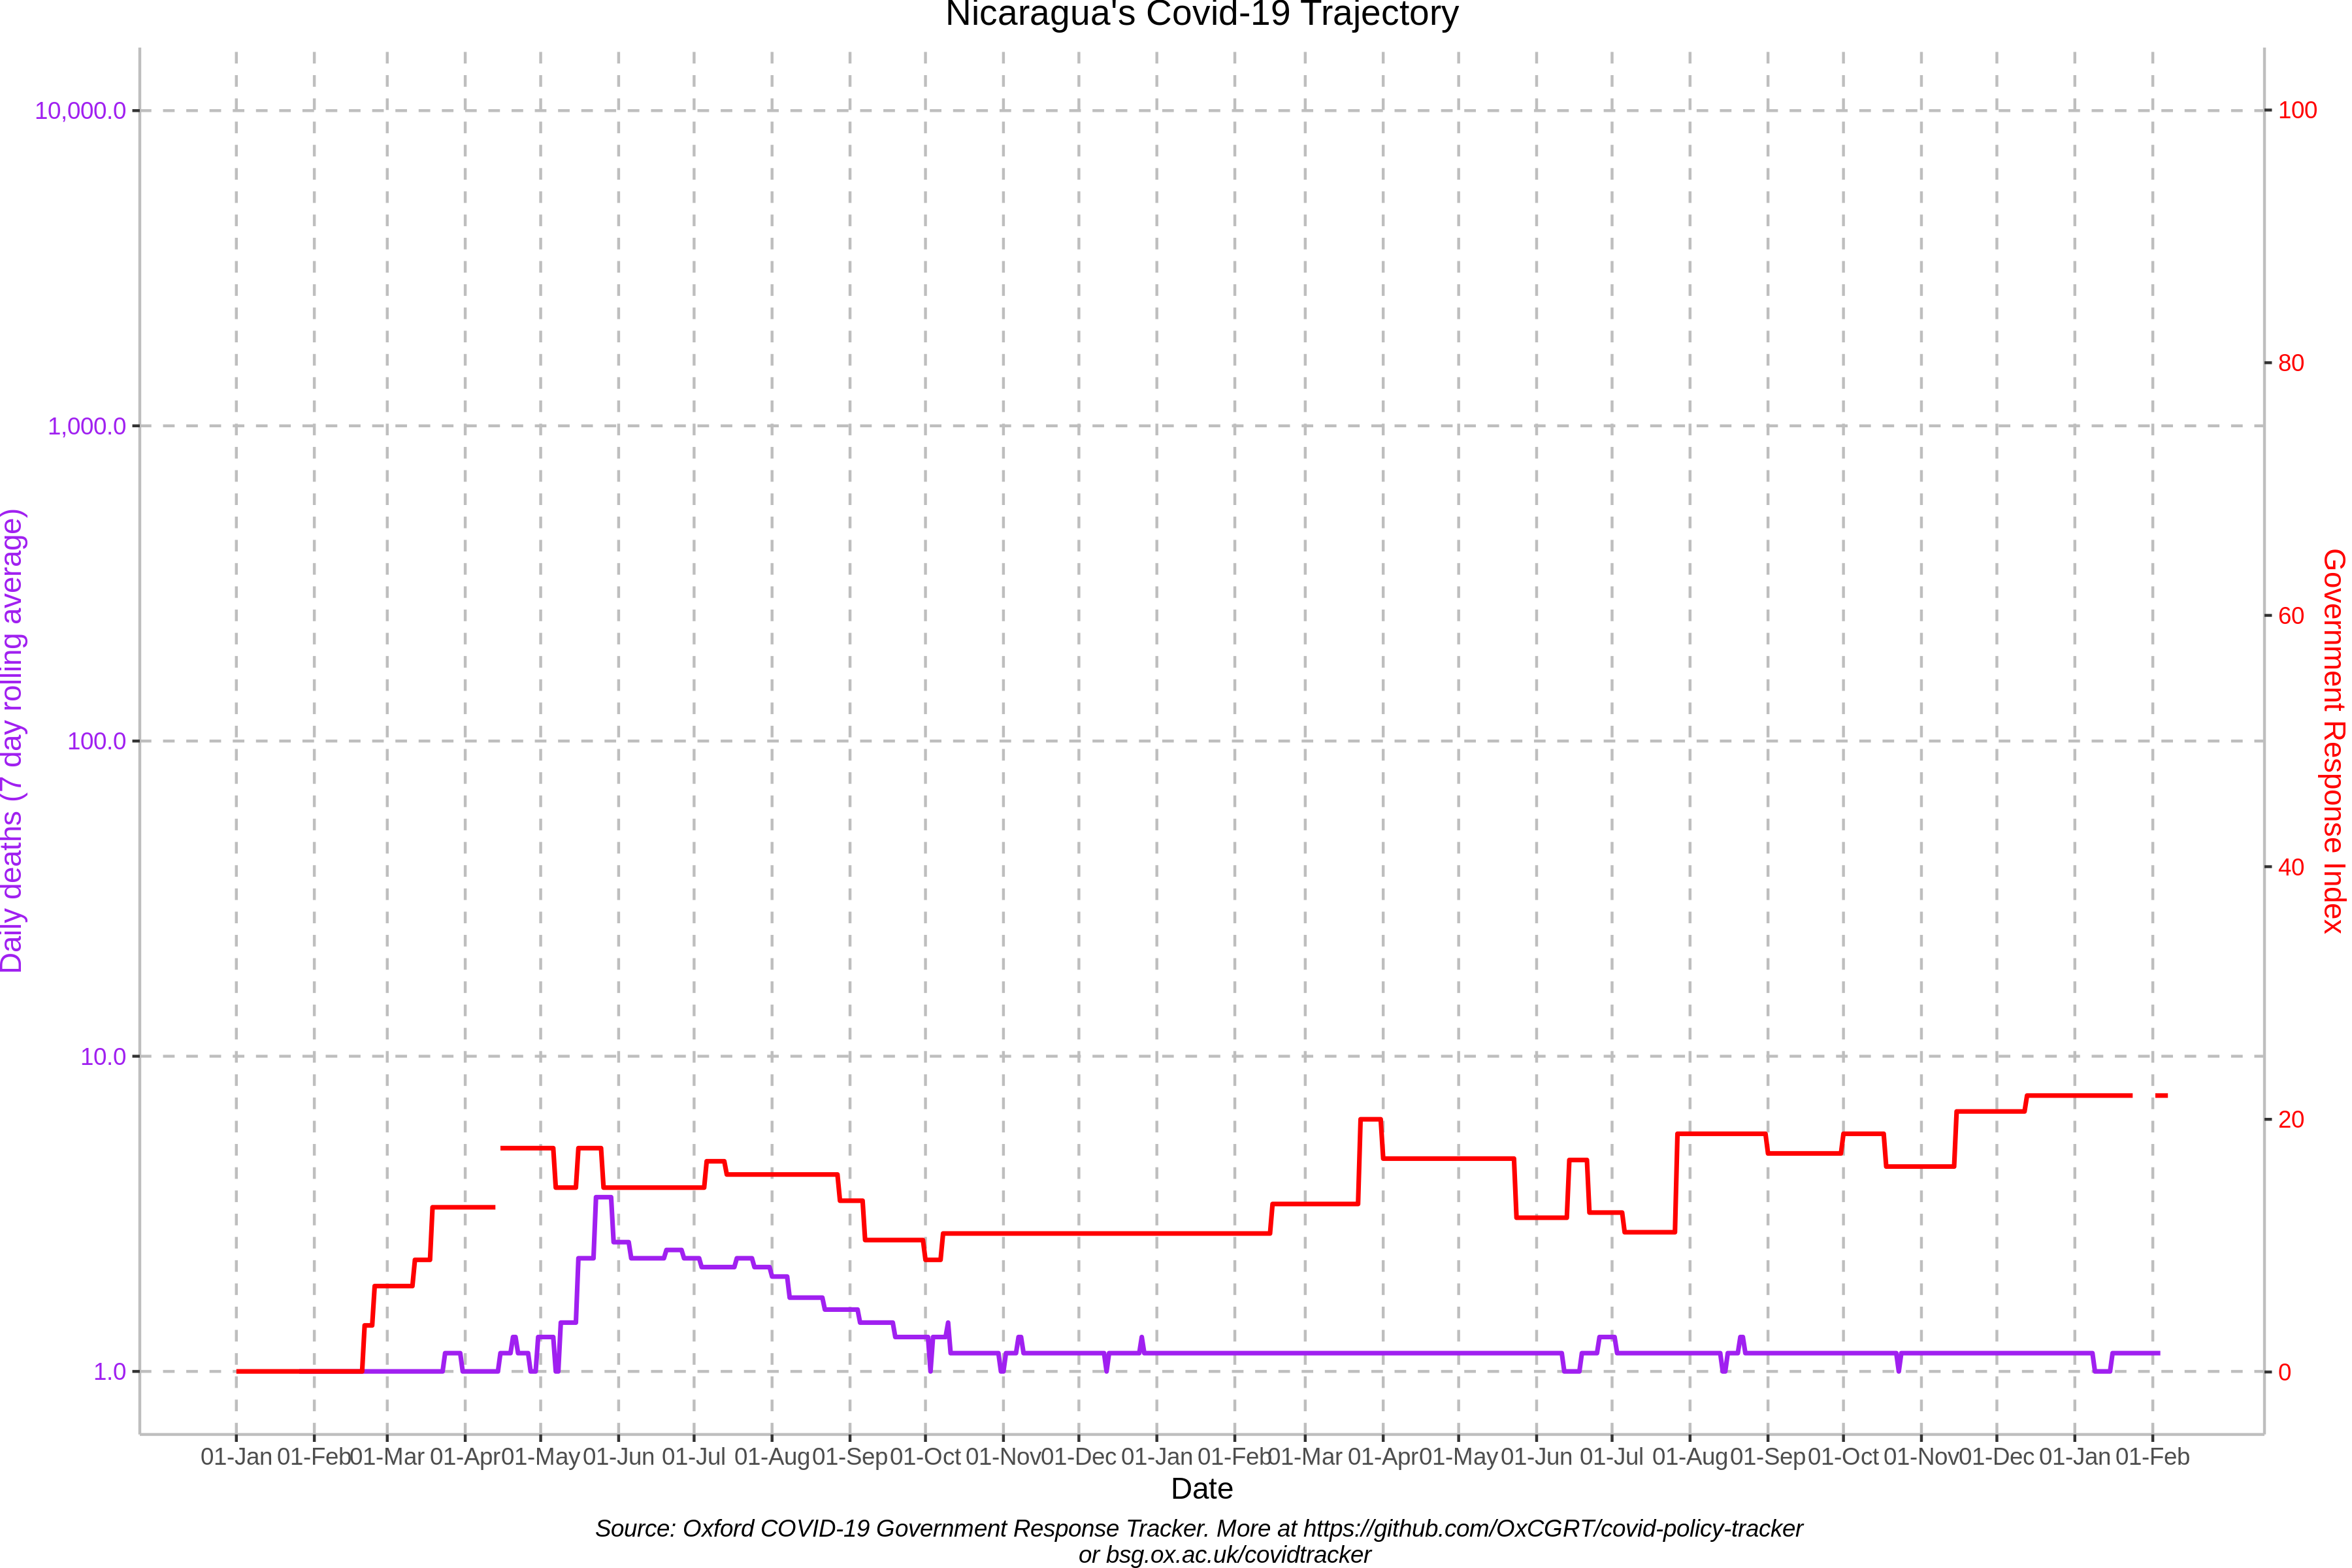 Nicaragua's Covid-19 Trajectory
Daily deaths (7 day rolling average)
10,000.0
1,000.0
100.0
10.0
1.0
100
80
60
40
20
0
Government Response Index
01-Jan 01-Feb 01-Mar 01-Apr 01-May 01-Jun 01-Jul 01-Aug 01-Sep 01-Oct 01-Nov 01-Dec 01-Jan 01-Feb 01-Mar 01-Apr 01-May 01-Jun 01-Jul 01-Aug 01-Sep 01-Oct 01-Nov 01-Dec 01-Jan 01-Feb
Date
Source: Oxford COVID-19 Government Response Tracker. More at https://github.com/OxCGRT/covid-policy-tracker
or bsg.ox.ac.uk/covidtracker